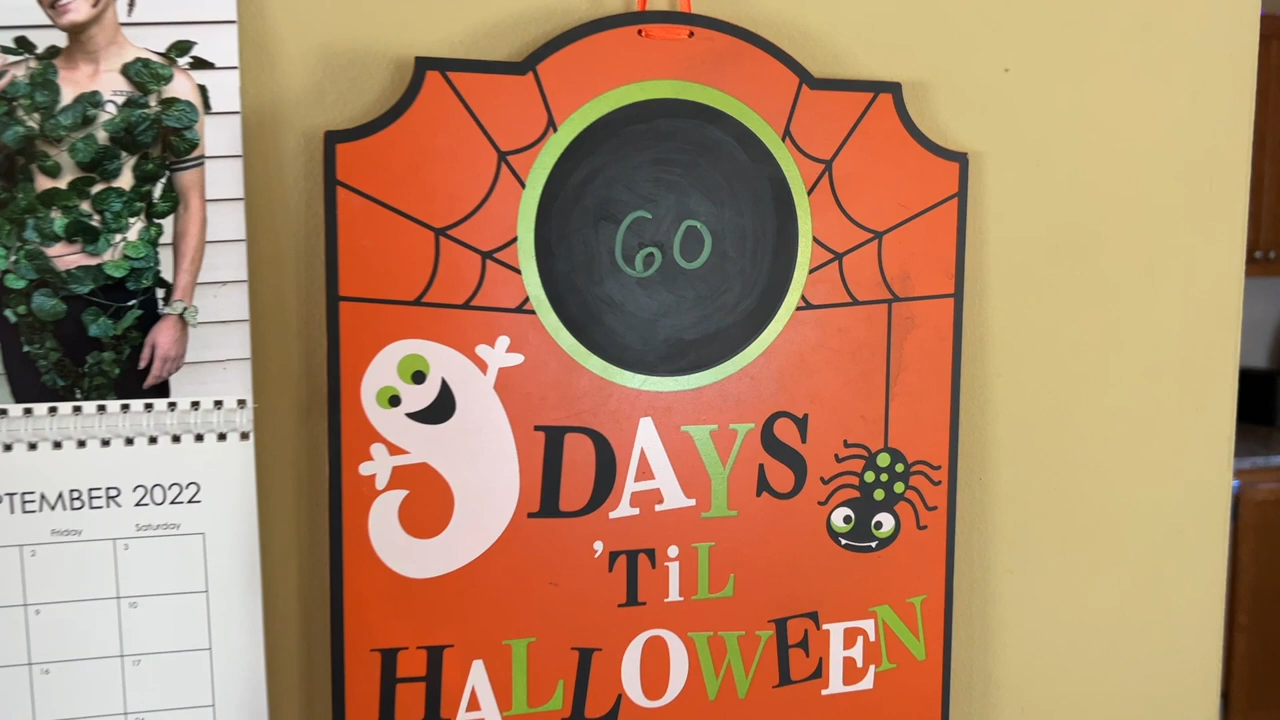 60
DAYS
'TiL
HALLOWEEN
PTEMBER 2022
Friday Saturday
2 3
9 10
16 17